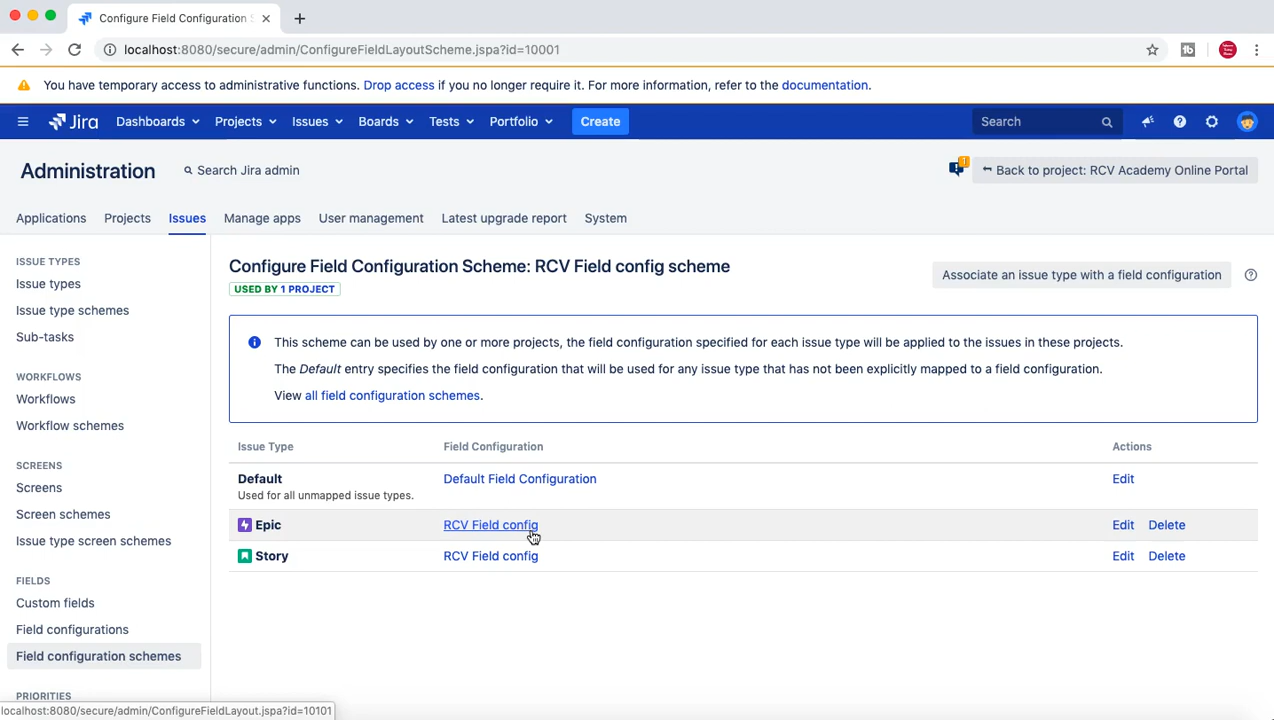 Configure Field Configuration S
localhost:8080/secure/admin/ConfigureFieldLayoutScheme.jspa?id=10001
You have temporary access to administrative functions. Drop access if you no longer require it. For more information, refer to the documentation.
Jira Dashboards Projects Issues Boards Tests Portfolio Create Search
Administration Search Jira admin Back to project: RCV Academy Online Portal
Applications Projects Issues Manage apps User management Latest upgrade report System
ISSUE TYPES
Issue types
Issue type schemes
Sub-tasks
WORKFLOWS
Workflows
Workflow schemes
SCREENS
Screens
Screen schemes
Issue type screen schemes
FIELDS
Custom fields
Field configurations
Field configuration schemes
PRIORITIES
Configure Field Configuration Scheme: RCV Field config scheme
USED BY 1 PROJECT
Associate an issue type with a field configuration
This scheme can be used by one or more projects, the field configuration specified for each issue type will be applied to the issues in these projects.
The Default entry specifies the field configuration that will be used for any issue type that has not been explicitly mapped to a field configuration.
View all field configuration schemes.
Issue Type Field Configuration Actions
Default Default Field Configuration Edit
Used for all unmapped issue types.
Epic RCV Field config Edit Delete
Story RCV Field config Edit Delete
localhost:8080/secure/admin/ConfigureFieldLayout.jspa?id=10101